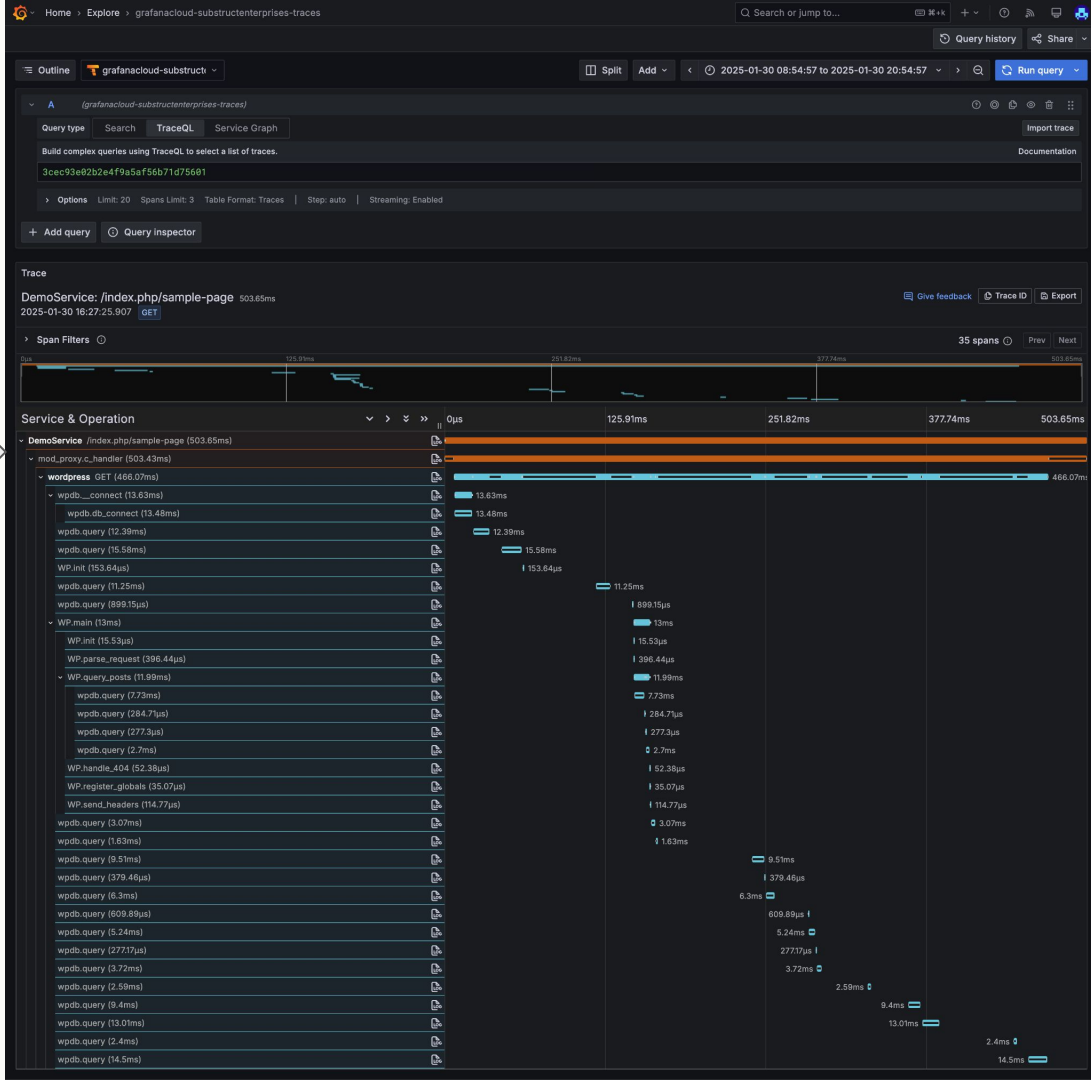 Home › Explore › grafanacloud-substructenterprises-traces
Search or jump to... ⌘+k
Query history Share
Outline grafanacloud-substructe Split Add 2025-01-30 08:54:57 to 2025-01-30 20:54:57 Run query
A (grafanacloud-substructenterprises-traces)
Query type Search TraceQL Service Graph Import trace
Build complex queries using TraceQL to select a list of traces. Documentation
3cec93e02b2e4f9a5af56b71d75601
Options Limit: 20 Spans Limit: 3 Table Format: Traces | Step: auto | Streaming: Enabled
+ Add query Query inspector
Trace
DemoService: /index.php/sample-page 503.65ms
Give feedback Trace ID Export
2025-01-30 16:27:25.907 GET
Span Filters 35 spans Prev Next
0µs 125.91ms 251.82ms 377.74ms 503.65ms
Service & Operation 0µs 125.91ms 251.82ms 377.74ms 503.65ms
DemoService /index.php/sample-page (503.65ms)
mod_proxy.c_handler (503.43ms)
wordpress GET (466.07ms) 466.07ms
wpdb.__connect (13.63ms) 13.63ms
wpdb.db_connect (13.48ms) 13.48ms
wpdb.query (12.39ms) 12.39ms
wpdb.query (15.58ms) 15.58ms
WP.init (153.64µs) 153.64µs
wpdb.query (11.25ms) 11.25ms
wpdb.query (899.15µs) 899.15µs
WP.main (13ms) 13ms
WP.init (15.53µs) 15.53µs
WP.parse_request (396.44µs) 396.44µs
WP.query_posts (11.99ms) 11.99ms
wpdb.query (7.73ms) 7.73ms
wpdb.query (284.71µs) 284.71µs
wpdb.query (277.3µs) 277.3µs
wpdb.query (2.7ms) 2.7ms
WP.handle_404 (52.38µs) 52.38µs
WP.register_globals (35.07µs) 35.07µs
WP.send_headers (114.77µs) 114.77µs
wpdb.query (3.07ms) 3.07ms
wpdb.query (1.63ms) 1.63ms
wpdb.query (9.51ms) 9.51ms
wpdb.query (379.46µs) 379.46µs
wpdb.query (6.3ms) 6.3ms
wpdb.query (609.89µs) 609.89µs
wpdb.query (5.24ms) 5.24ms
wpdb.query (277.17µs) 277.17µs
wpdb.query (3.72ms) 3.72ms
wpdb.query (2.59ms) 2.59ms
wpdb.query (9.4ms) 9.4ms
wpdb.query (13.01ms) 13.01ms
wpdb.query (2.4ms) 2.4ms
wpdb.query (14.5ms) 14.5ms